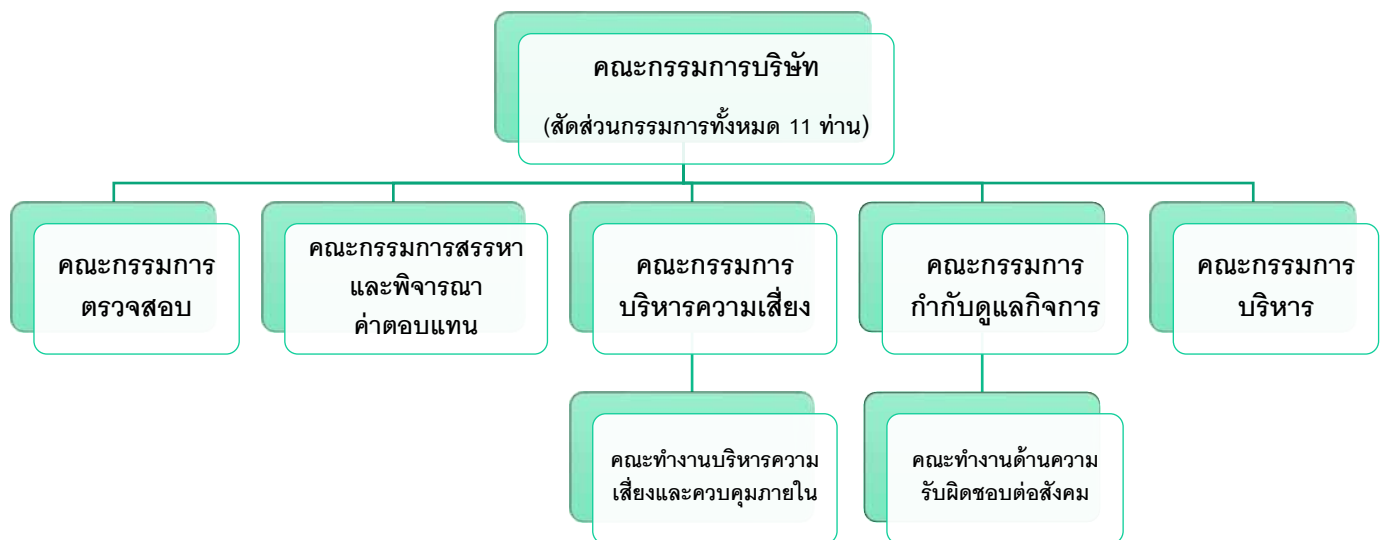 คณะกรรมการบริษัท
(สัดส่วนกรรมการทั้งหมด 11 ท่าน)
คณะกรรมการ
ตรวจสอบ
คณะกรรมการสรรหา
และพิจารณา
ค่าตอบแทน
คณะกรรมการ
บริหารความเสี่ยง
คณะกรรมการ
กำกับดูแลกิจการ
คณะกรรมการ
บริหาร
คณะทำงานบริหารความ
เสี่ยงและควบคุมภายใน
คณะทำงานด้านความ
รับผิดชอบต่อสังคม